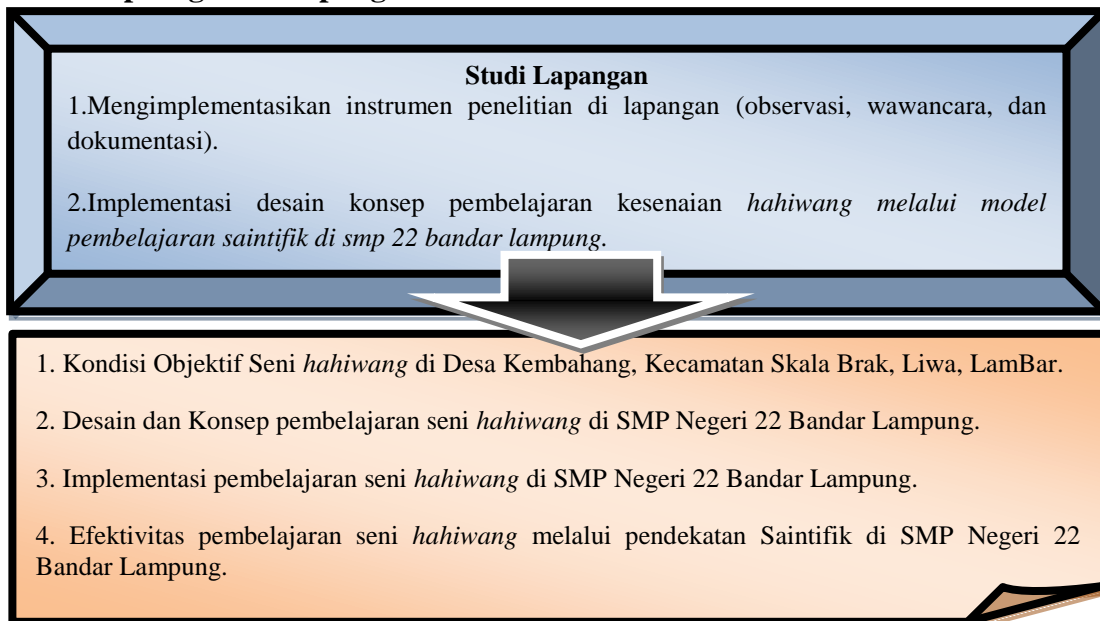 Studi Lapangan
1.Mengimplementasikan instrumen penelitian di lapangan (observasi, wawancara, dan
dokumentasi).
2.Implementasi desain konsep pembelajaran kesenaian hahiwang melalui model
pembelajaran saintifik di smp 22 bandar lampung.
1. Kondisi Objektif Seni hahiwang di Desa Kembahang, Kecamatan Skala Brak, Liwa, LamBar.
2. Desain dan Konsep pembelajaran seni hahiwang di SMP Negeri 22 Bandar Lampung.
3. Implementasi pembelajaran seni hahiwang di SMP Negeri 22 Bandar Lampung.
4. Efektivitas pembelajaran seni hahiwang melalui pendekatan Saintifik di SMP Negeri 22
Bandar Lampung.